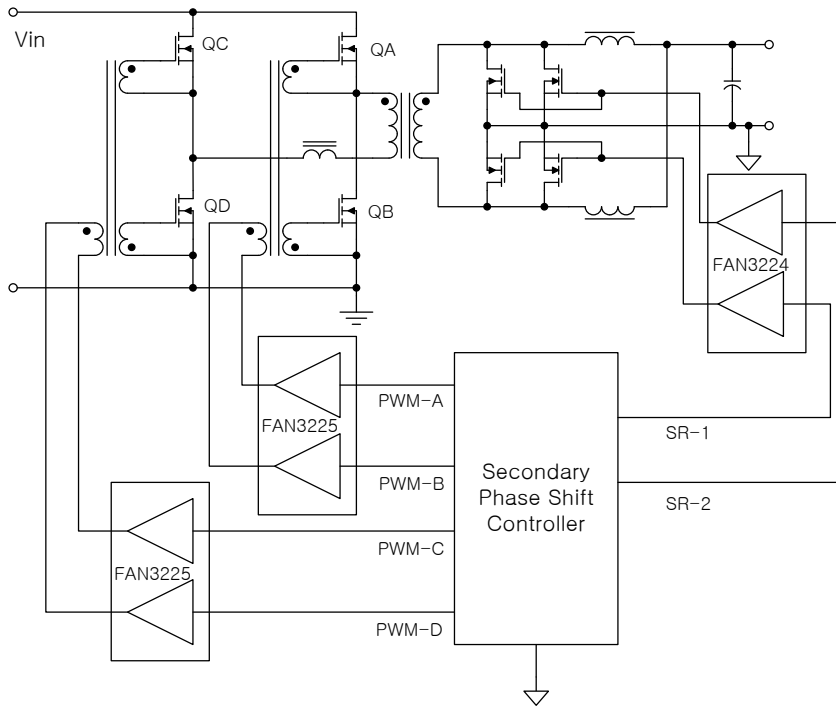 Vin
QC
QA
QD
QB
FAN3224
FAN3225
PWM-A
PWM-B
SR-1
SR-2
Secondary
Phase Shift
Controller
FAN3225
PWM-C
PWM-D